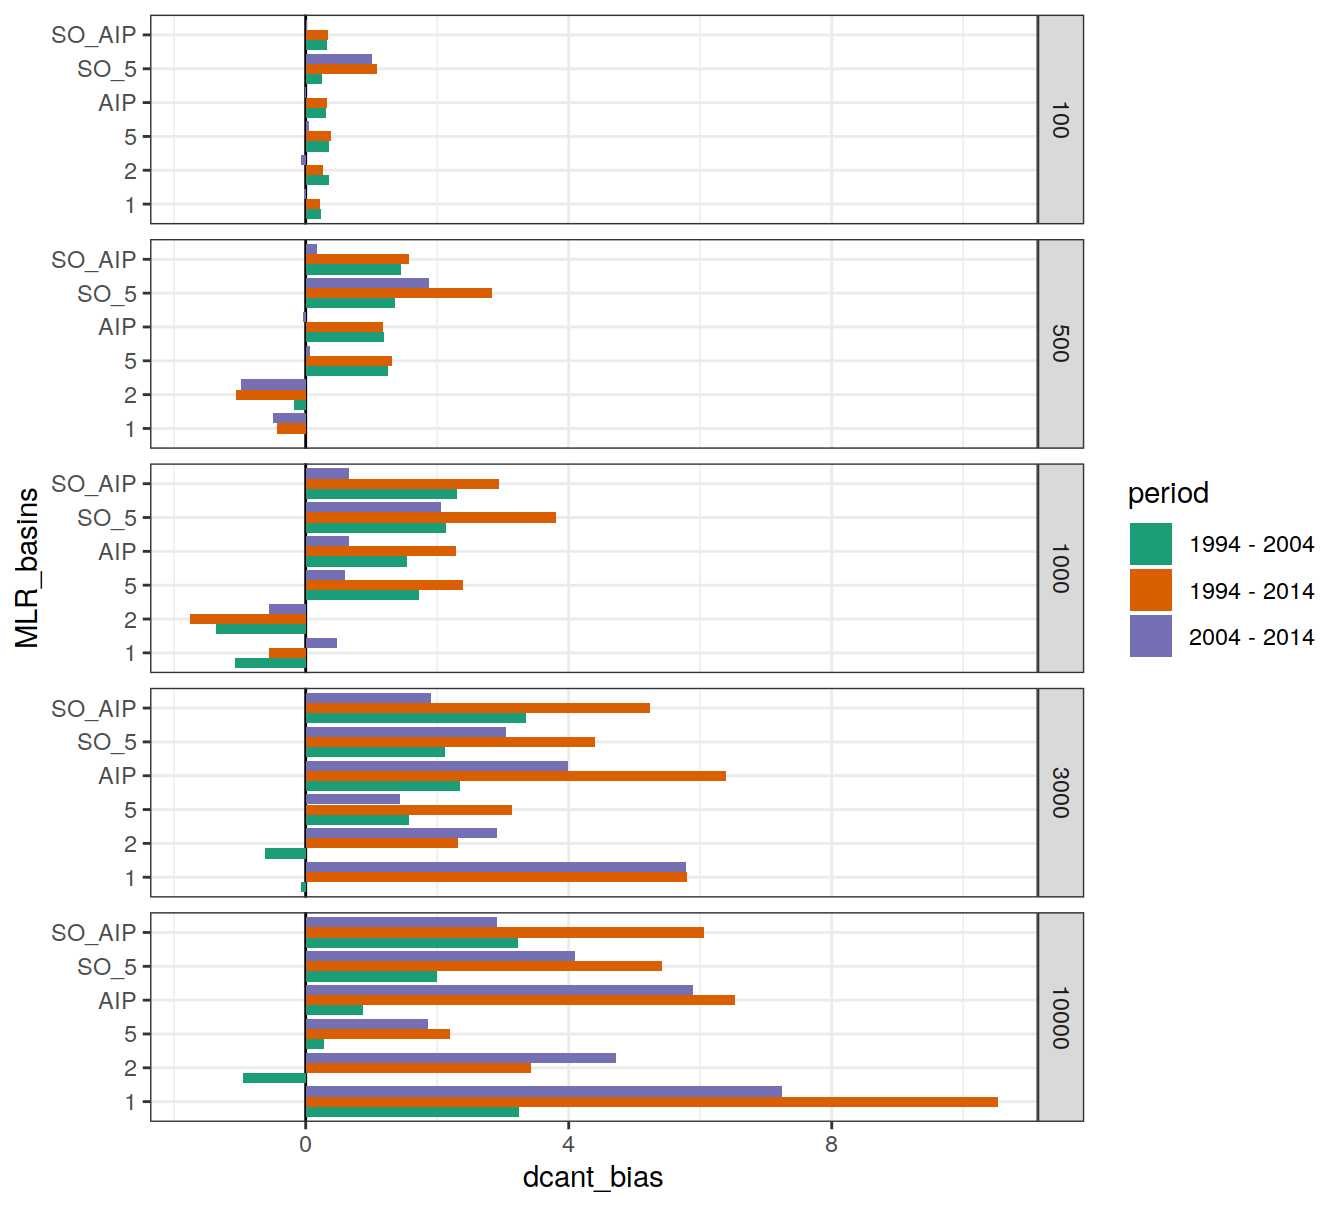 SO_AIP
SO_5
AIP
5
2
1
100
SO_AIP
SO_5
AIP
5
2
1
500
SO_AIP
SO_5
AIP
5
2
1
1000
SO_AIP
SO_5
AIP
5
2
1
3000
SO_AIP
SO_5
AIP
5
2
1
10000
0 4 8
dcant_bias
MLR_basins
period
1994 - 2004
1994 - 2014
2004 - 2014